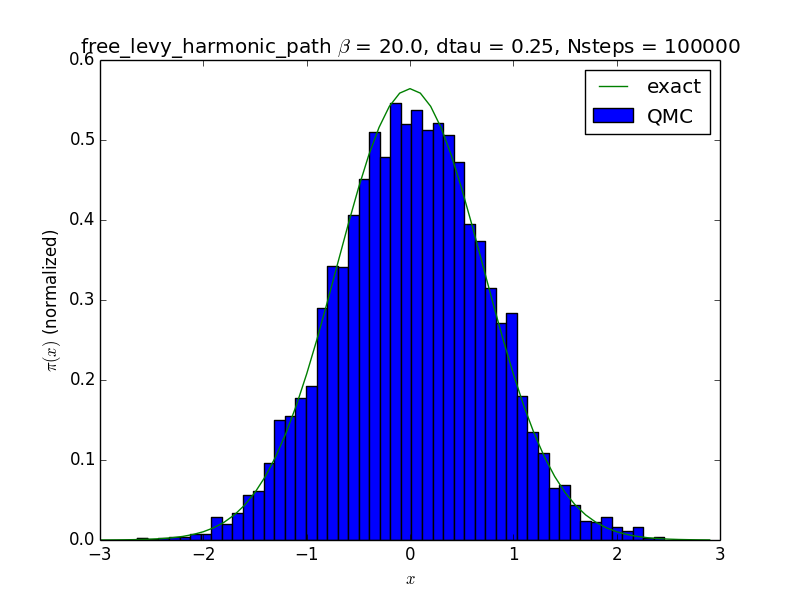 free_levy_harmonic_path β = 20.0, dtau = 0.25, Nsteps = 100000
0.6
0.5
0.4
0.3
0.2
0.1
0.0
π(x) (normalized)
exact
QMC
−3 −2 −1 0 1 2 3
x